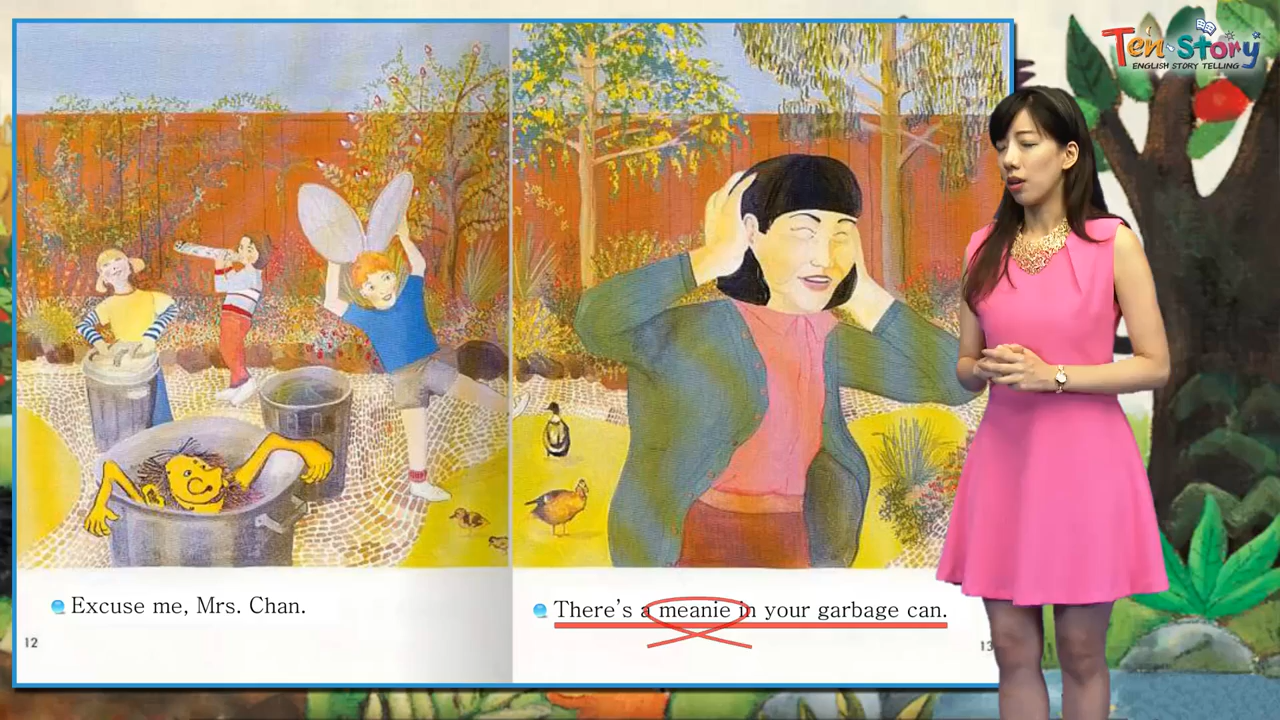 Ten Story
ENGLISH STORY TELLING
Excuse me, Mrs. Chan.
There's a meanie in your garbage can.
12
13